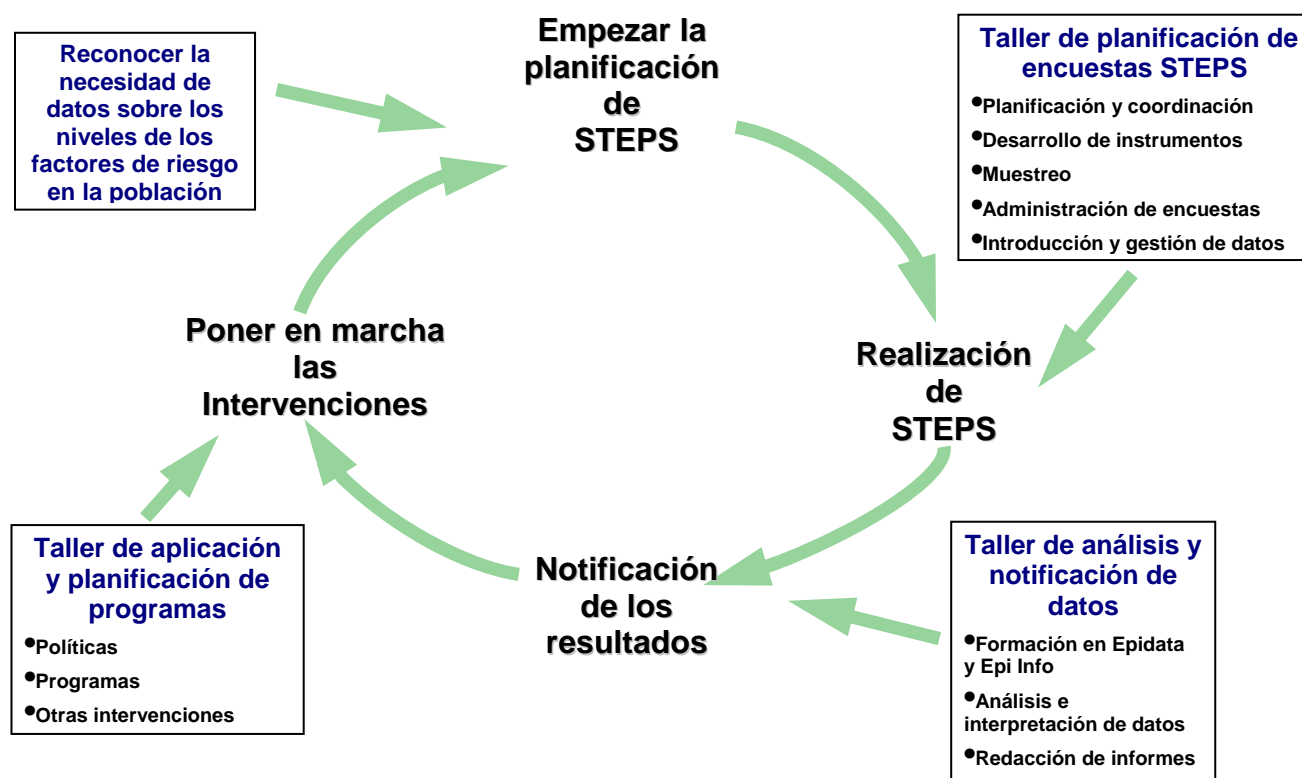 Reconocer la
necesidad de
datos sobre los
niveles de los
factores de riesgo
en la población
Empezar la
planificación
de
STEPS
Taller de planificación de
encuestas STEPS
•Planificación y coordinación
•Desarrollo de instrumentos
•Muestreo
•Administración de encuestas
•Introducción y gestión de datos
Poner en marcha
las
Intervenciones
Realización
de
STEPS
Taller de aplicación
y planificación de
programas
•Políticas
•Programas
•Otras intervenciones
Notificación
de los
resultados
Taller de análisis y
notificación de
datos
•Formación en Epidata
y Epi Info
•Análisis e
interpretación de datos
•Redacción de informes